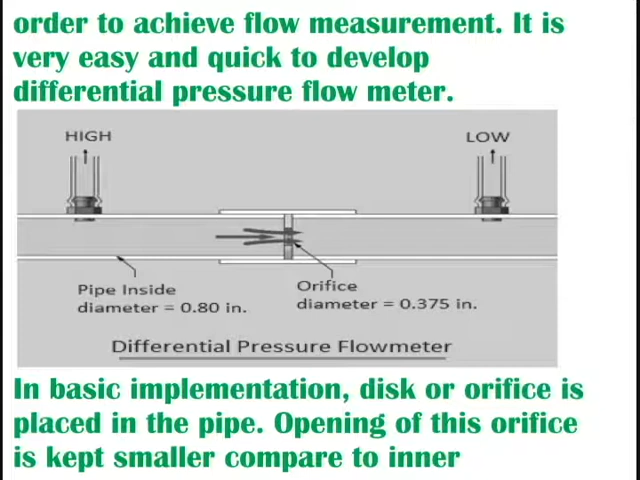 order to achieve flow measurement. It is
very easy and quick to develop
differential pressure flow meter.
HIGH
LOW
Pipe Inside
diameter = 0.80 in.
Orifice
diameter = 0.375 in.
Differential Pressure Flowmeter
In basic implementation, disk or orifice is
placed in the pipe. Opening of this orifice
is kept smaller compare to inner